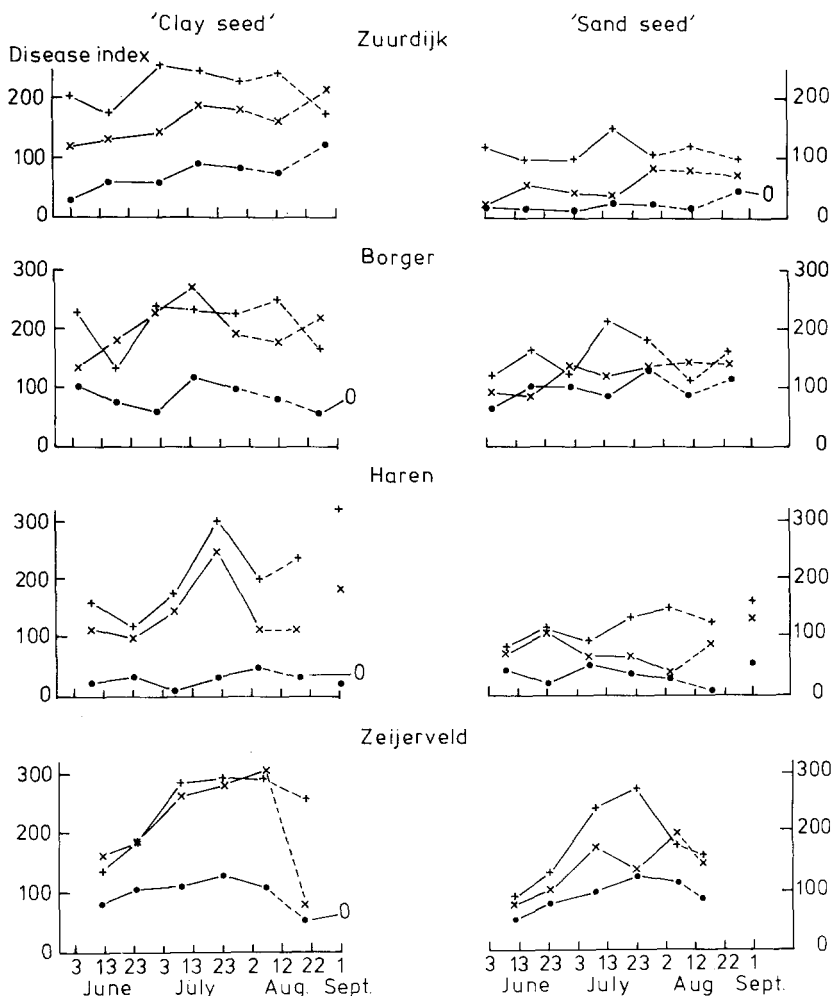 'Clay seed' 'Sand seed'
Zuurdijk
Disease index
200 200
100 100
0 0 0
Borger
300 300
200 200
100 100
0 0 0
Haren
300 300
200 200
100 100
0 0 0
Zeijerveld
300 300
200 200
100 100
0 0 0
3 13 23 3 13 23 2 12 22 1 3 13 23 3 13 23 2 12 22 1
June July Aug. Sept. June July Aug Sept.